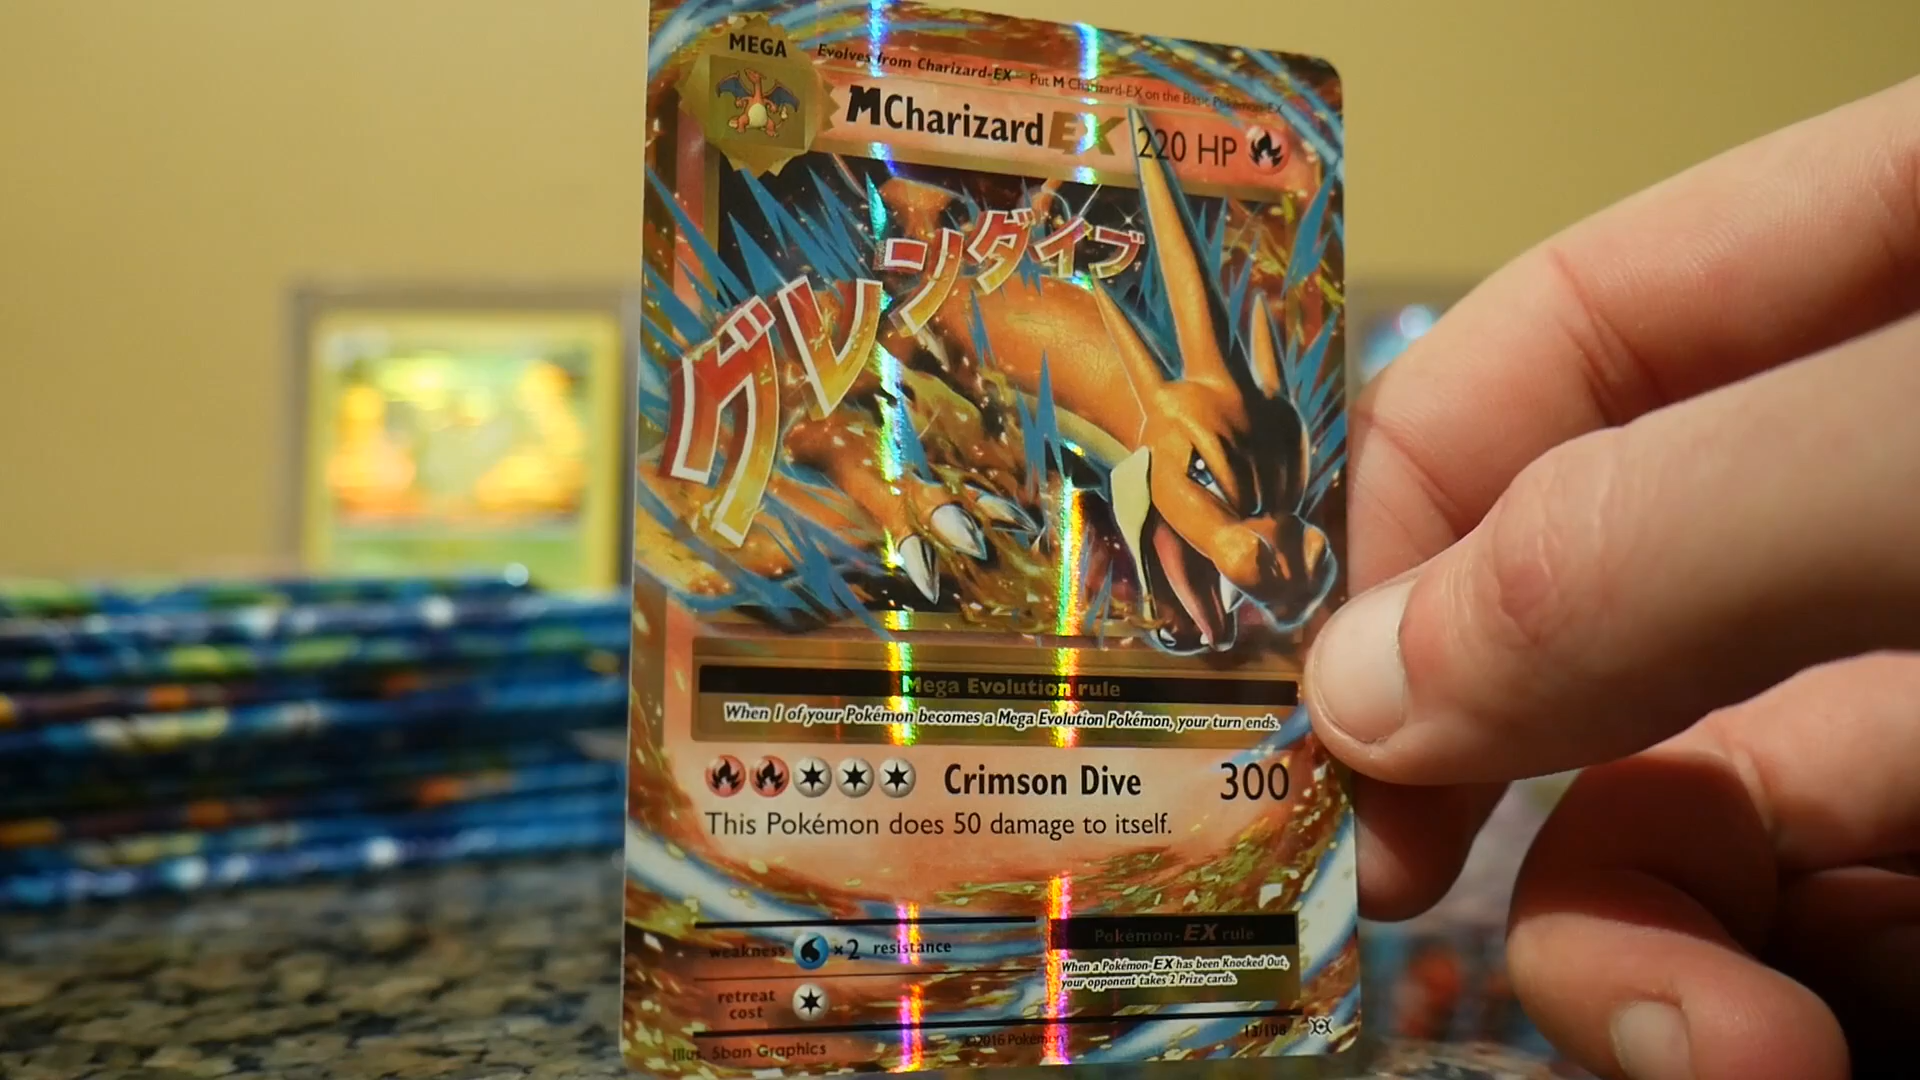 MEGA
Evolves from Charizard-EX Put M Charizard-EX on the Basic Pokémon-EX
MCharizard EX 220 HP
グレンダイブ
Mega Evolution rule
When 1 of your Pokémon becomes a Mega Evolution Pokémon, your turn ends.
Crimson Dive 300
This Pokémon does 50 damage to itself.
weakness ×2 resistance
retreat cost
Pokémon-EX rule
When a Pokémon-EX has been Knocked Out,
your opponent takes 2 Prize cards.
Illus. 5ban Graphics
©2016 Pokémon
13/108